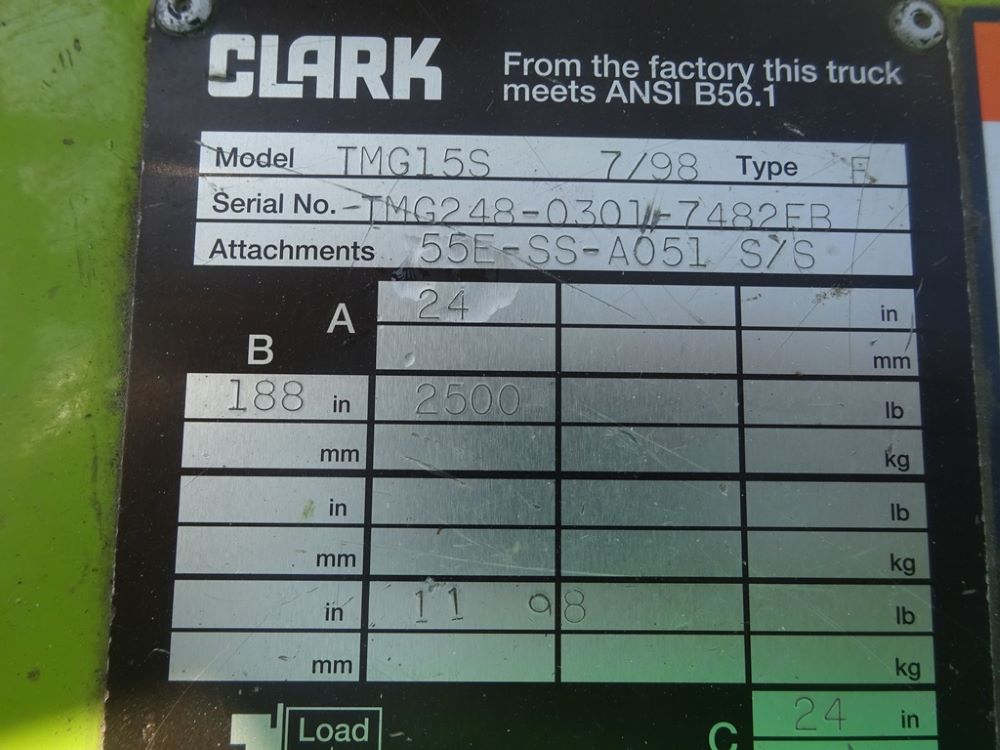 CLARK
From the factory this truck
meets ANSI B56.1
Model TMG15S 7/98 Type E
Serial No. -TMG248-0301-7482FB
Attachments 55E-SS-A051 S/S
A 24 in
mm
B
188 in 2500 lb
mm kg
in lb
mm kg
in 11 98 lb
mm kg
Load C 24 in